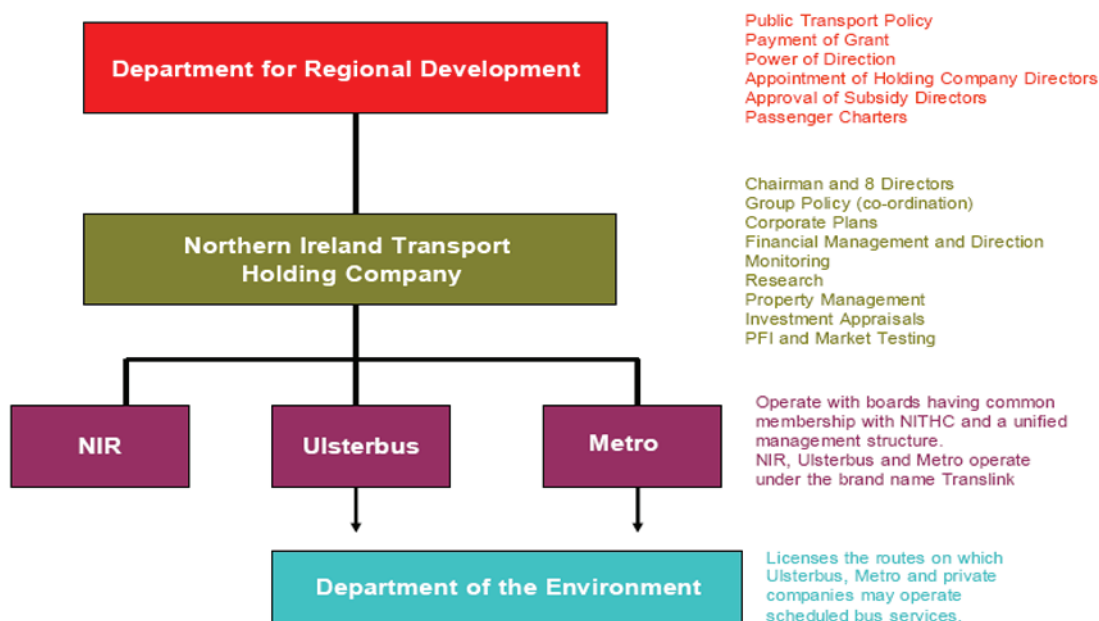 Department for Regional Development
Public Transport Policy
Payment of Grant
Power of Direction
Appointment of Holding Company Directors
Approval of Subsidy Directors
Passenger Charters
Northern Ireland Transport
Holding Company
Chairman and 8 Directors
Group Policy (co-ordination)
Corporate Plans
Financial Management and Direction
Monitoring
Research
Property Management
Investment Appraisals
PFI and Market Testing
NIR
Ulsterbus
Metro
Operate with boards having common
membership with NITHC and a unified
management structure.
NIR, Ulsterbus and Metro operate
under the brand name Translink
Department of the Environment
Licenses the routes on which
Ulsterbus, Metro and private
companies may operate
scheduled bus services.